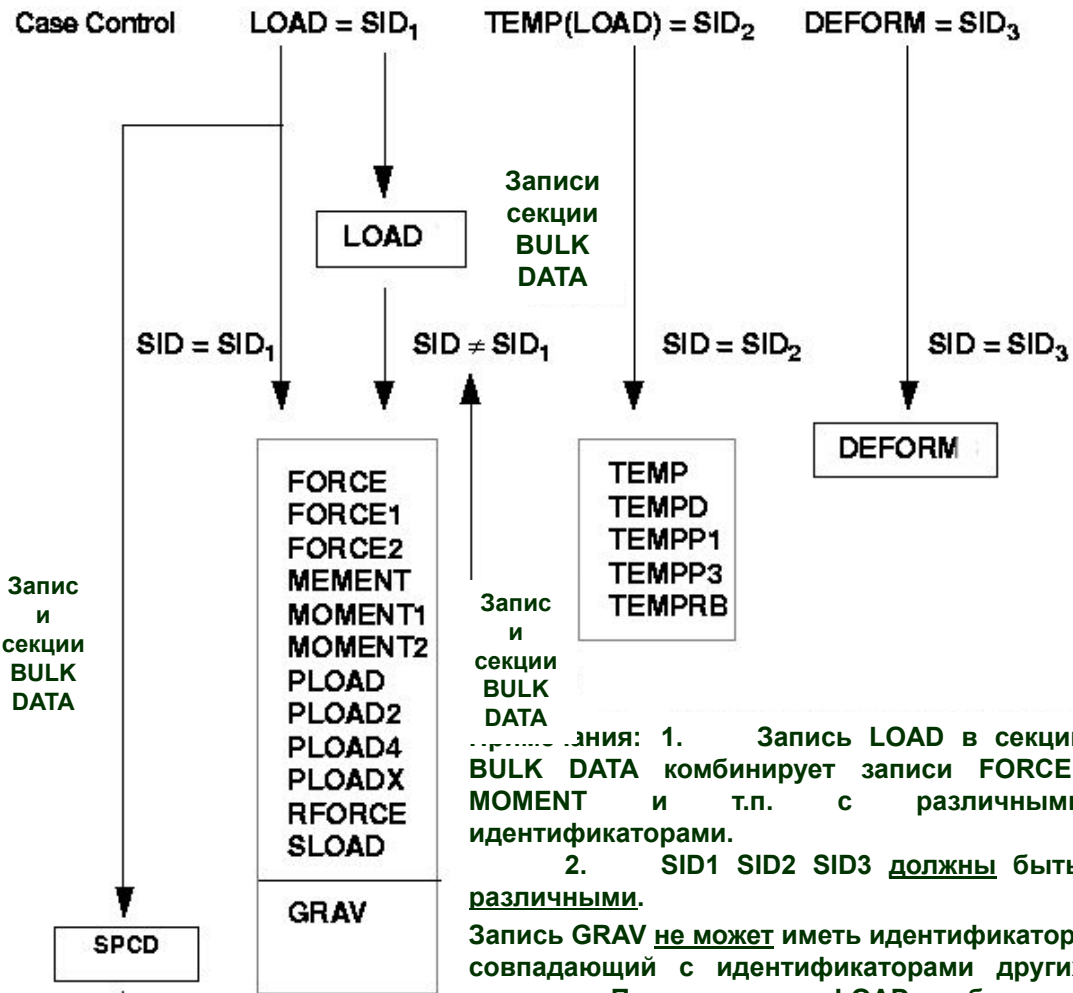 Case Control LOAD = SID₁ TEMP(LOAD) = SID₂ DEFORM = SID₃
Записи
секции
BULK
DATA
LOAD
SID = SID₁ SID ≠ SID₁ SID = SID₂ SID = SID₃
DEFORM
FORCE
FORCE1
FORCE2
MEMENT
MOMENT1
MOMENT2
PLOAD
PLOAD2
PLOAD4
PLOADX
RFORCE
SLOAD
GRAV
TEMP
TEMPD
TEMPP1
TEMPP3
TEMPRB
Запис
и
секции
BULK
DATA
Запис
и
секции
BULK
DATA
1. Запись LOAD в секции
BULK DATA комбинирует записи FORCE
MOMENT и т.п. с различными
идентификаторами.
2. SID1 SID2 SID3 должны быть
различными.
Запись GRAV не может иметь идентификатор
совпадающий с идентификаторами других
SPCD